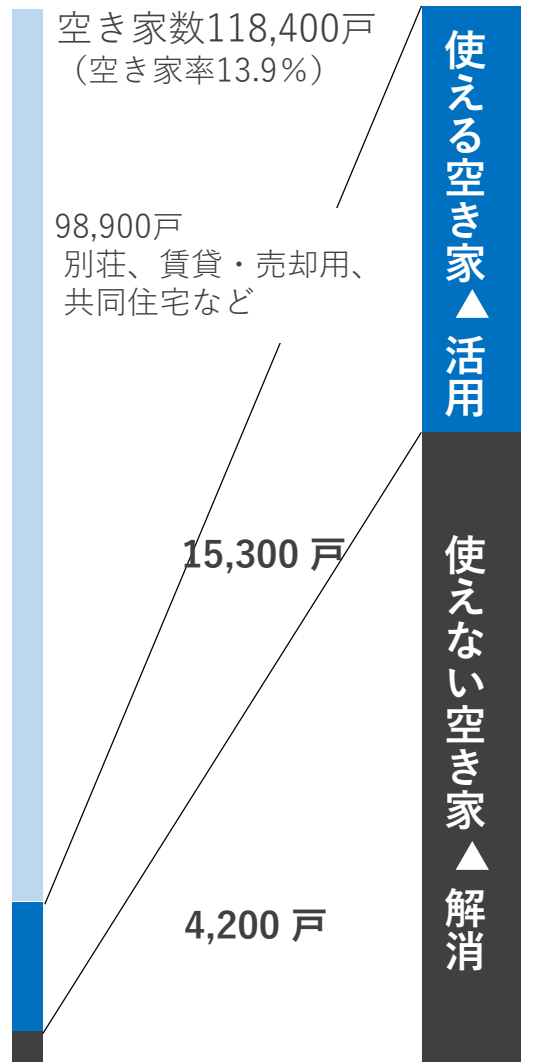 空き家数118,400戸
（空き家率13.9％）
98,900戸
別荘、賃貸・売却用、
共同住宅など
15,300 戸
4,200 戸
使える空き家▲活用
使えない空き家▲解消